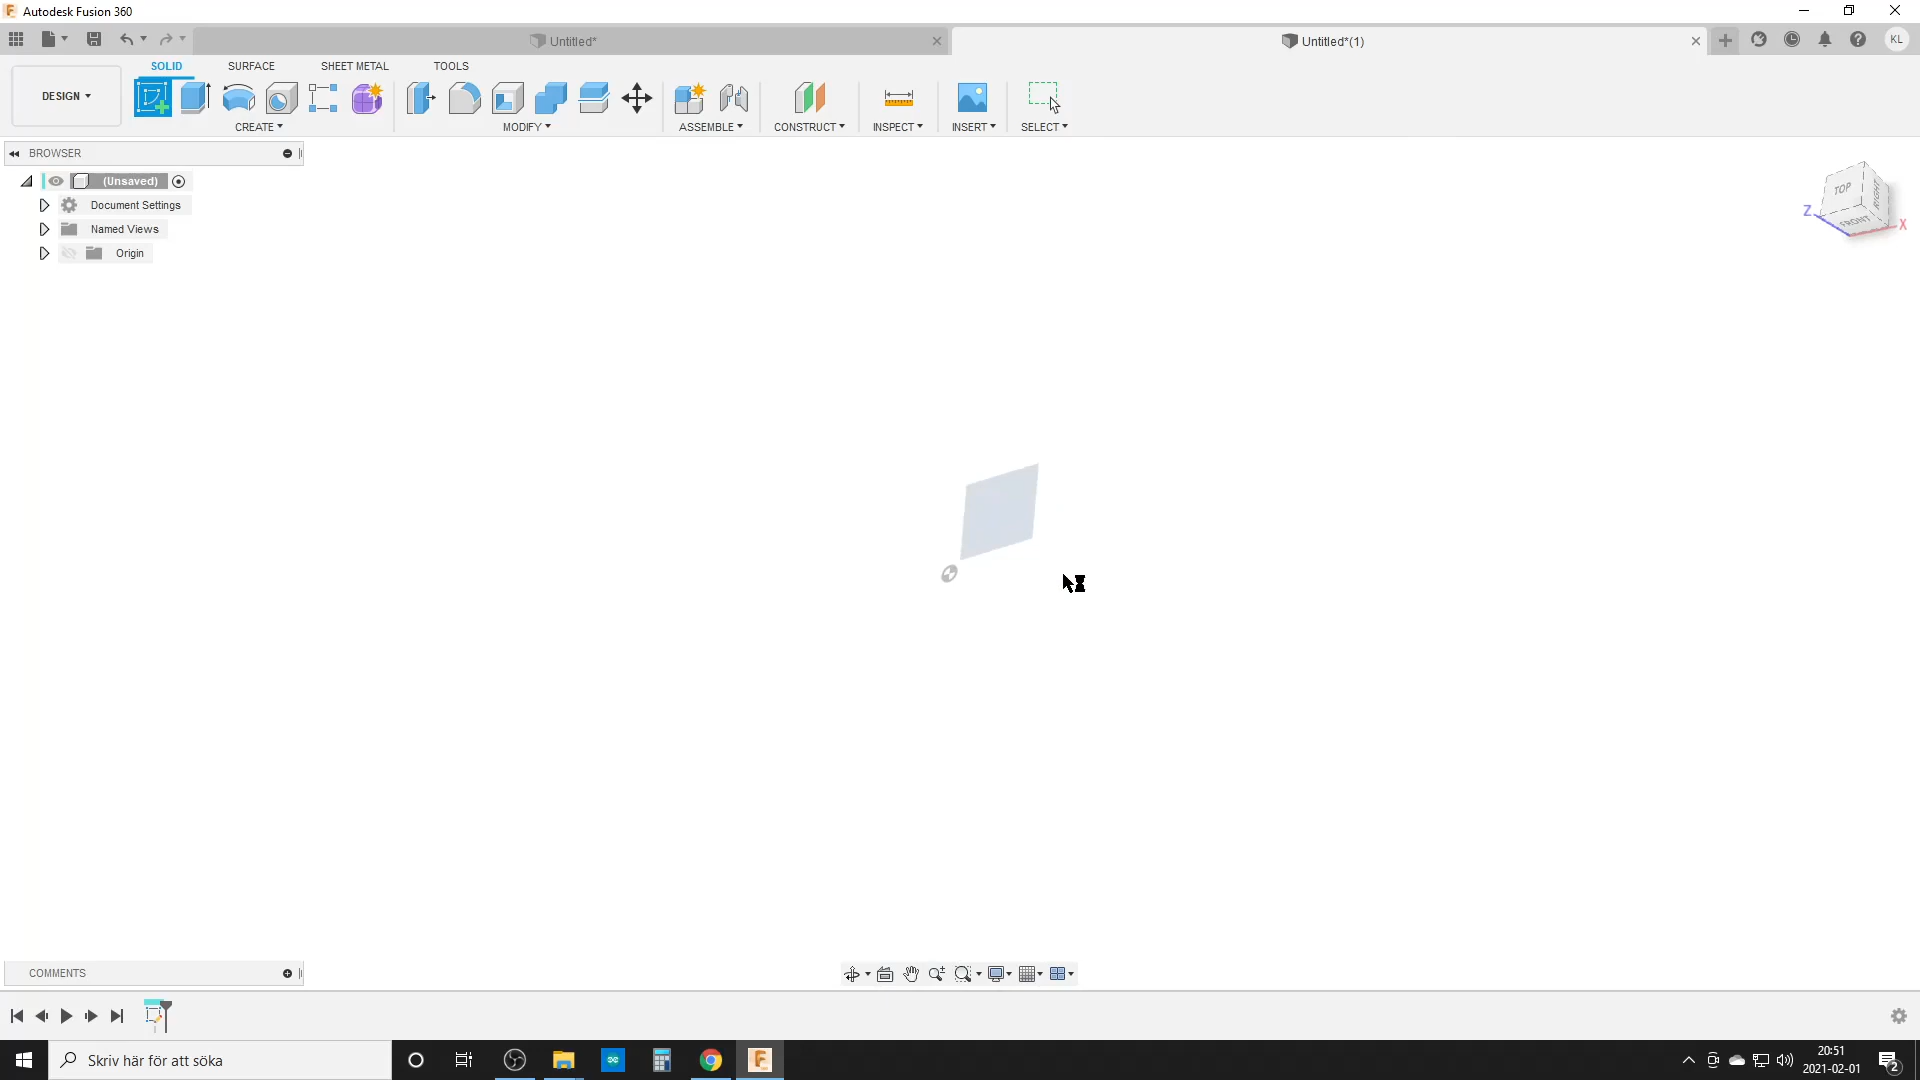 Autodesk Fusion 360
Untitled*
Untitled*(1)
KL
DESIGN
SOLID
SURFACE
SHEET METAL
TOOLS
CREATE
MODIFY
ASSEMBLE
CONSTRUCT
INSPECT
INSERT
SELECT
BROWSER
(Unsaved)
Document Settings
Named Views
Origin
TOP
RIGHT
FRONT
Z
X
COMMENTS
Skriv här för att söka
20:51
2021-02-01
2